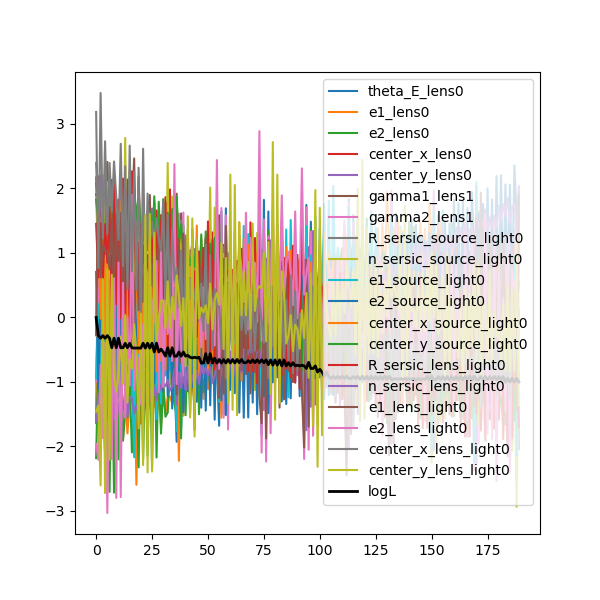 3
2
1
0
−1
−2
−3
0
25
50
75
100
125
150
175
theta_E_lens0
e1_lens0
e2_lens0
center_x_lens0
center_y_lens0
gamma1_lens1
gamma2_lens1
R_sersic_source_light0
n_sersic_source_light0
e1_source_light0
e2_source_light0
center_x_source_light0
center_y_source_light0
R_sersic_lens_light0
n_sersic_lens_light0
e1_lens_light0
e2_lens_light0
center_x_lens_light0
center_y_lens_light0
logL